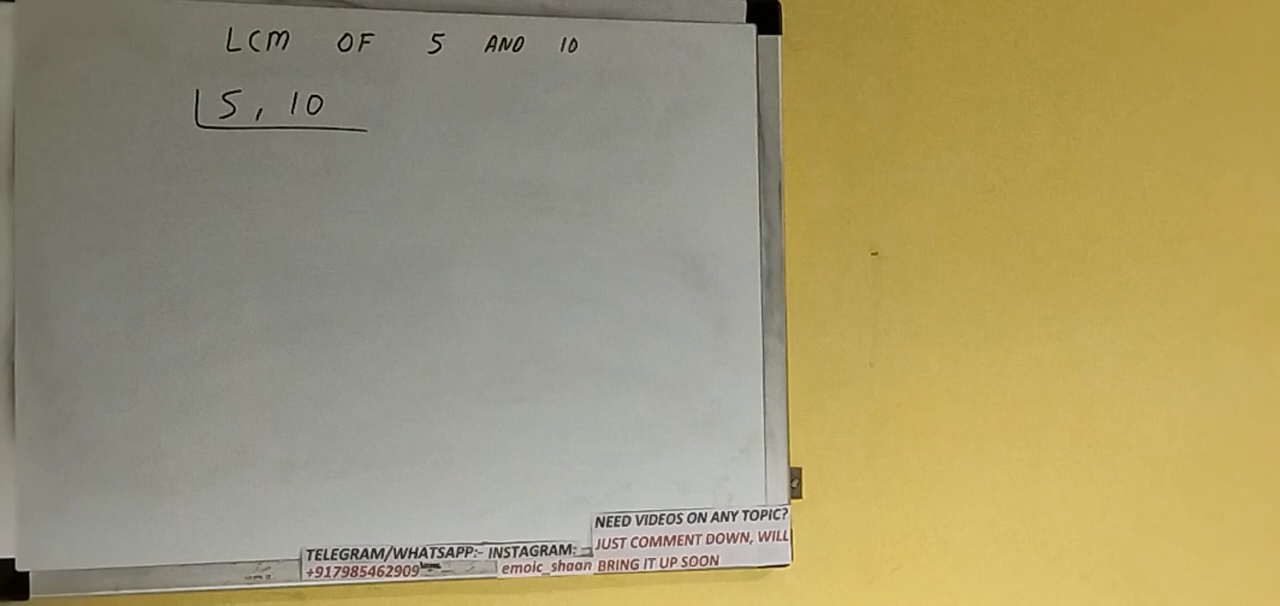 LCM OF 5 AND 10
5, 10
NEED VIDEOS ON ANY TOPIC?
JUST COMMENT DOWN, WILL
BRING IT UP SOON
TELEGRAM/WHATSAPP:- INSTAGRAM:
+917985462909 emoic_shaan